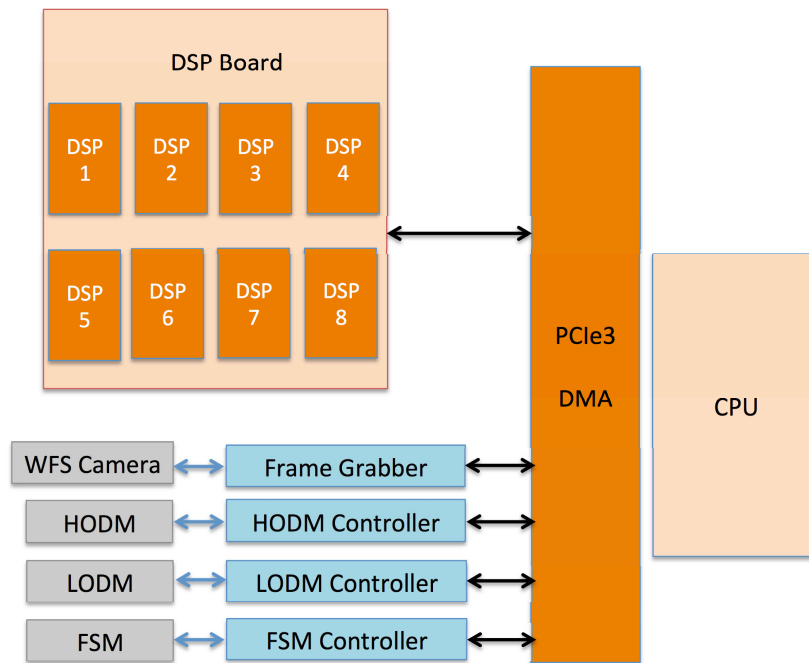 DSP Board
DSP
1
DSP
2
DSP
3
DSP
4
DSP
5
DSP
6
DSP
7
DSP
8
PCIe3
DMA
CPU
WFS Camera
Frame Grabber
HODM
HODM Controller
LODM
LODM Controller
FSM
FSM Controller